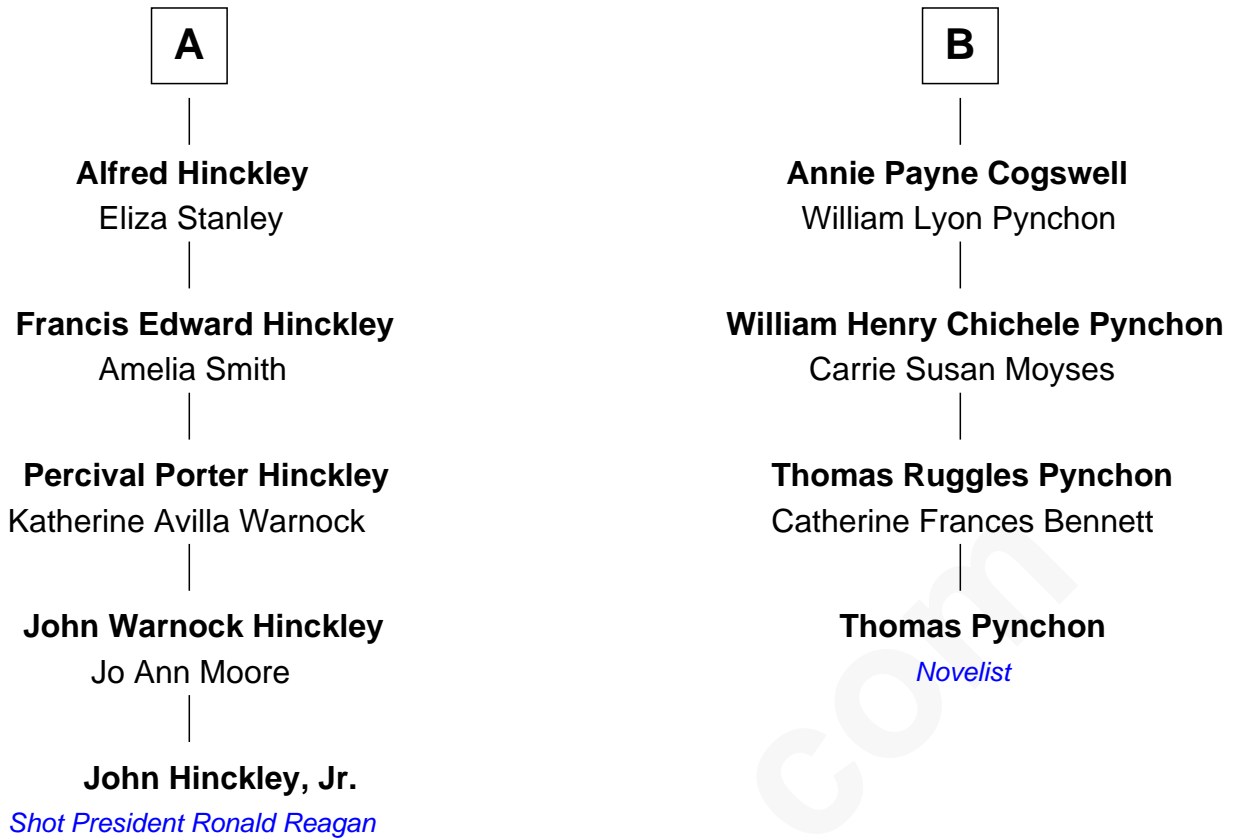 A
Alfred Hinckley
Eliza Stanley
Francis Edward Hinckley
Amelia Smith
Percival Porter Hinckley
Katherine Avilla Warnock
John Warnock Hinckley
Jo Ann Moore
John Hinckley, Jr.
Shot President Ronald Reagan
B
Annie Payne Cogswell
William Lyon Pynchon
William Henry Chichele Pynchon
Carrie Susan Moyses
Thomas Ruggles Pynchon
Catherine Frances Bennett
Thomas Pynchon
Novelist
com